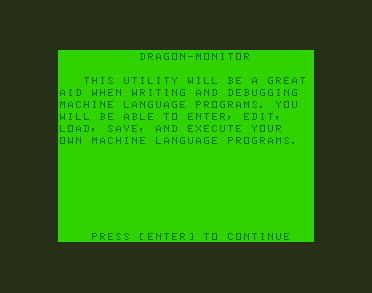 DRAGON-MONITOR
THIS UTILITY WILL BE A GREAT
AID WHEN WRITING AND DEBUGGING
MACHINE LANGUAGE PROGRAMS. YOU
WILL BE ABLE TO ENTER, EDIT,
LOAD, SAVE, AND EXECUTE YOUR
OWN MACHINE LANGUAGE PROGRAMS.
PRESS [ENTER] TO CONTINUE